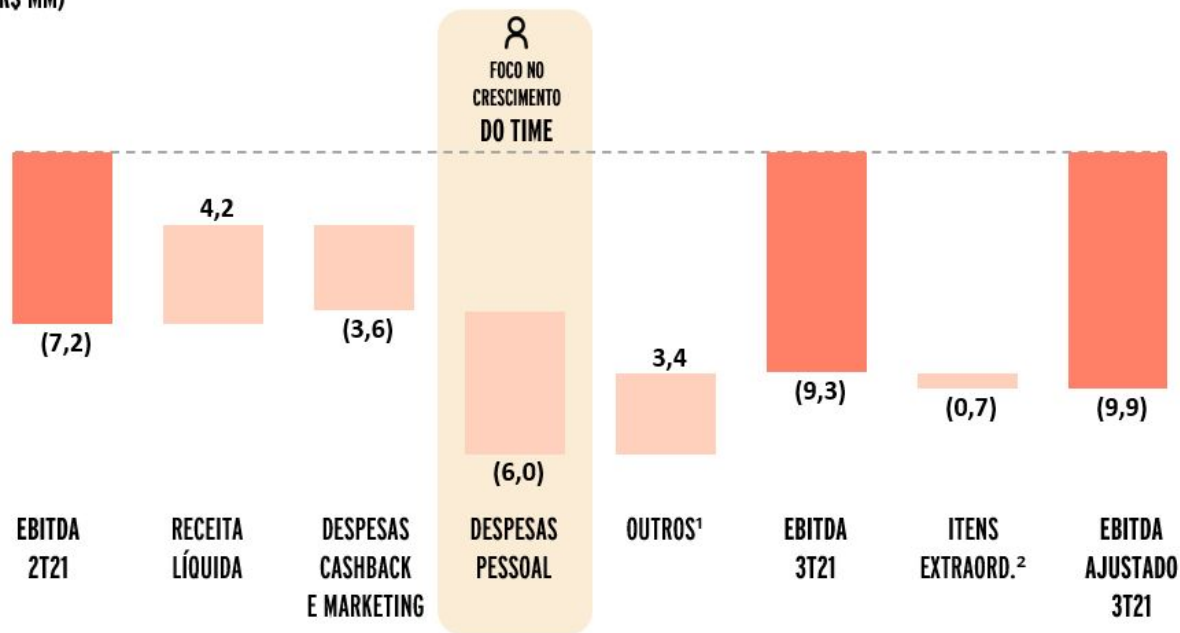 R$ MM)
FOCO NO
CRESCIMENTO
DO TIME
4,2
(7,2)
(3,6)
(6,0)
3,4
(9,3)
(0,7)
(9,9)
EBITDA
2T21
RECEITA
LÍQUIDA
DESPESAS
CASHBACK
E MARKETING
DESPESAS
PESSOAL
OUTROS¹
EBITDA
3T21
ITENS
EXTRAORD.²
EBITDA
AJUSTADO
3T21